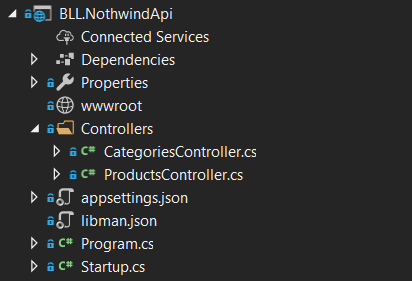 BLL.NothwindApi
Connected Services
Dependencies
Properties
wwwroot
Controllers
C# CategoriesController.cs
C# ProductsController.cs
appsettings.json
libman.json
C# Program.cs
C# Startup.cs